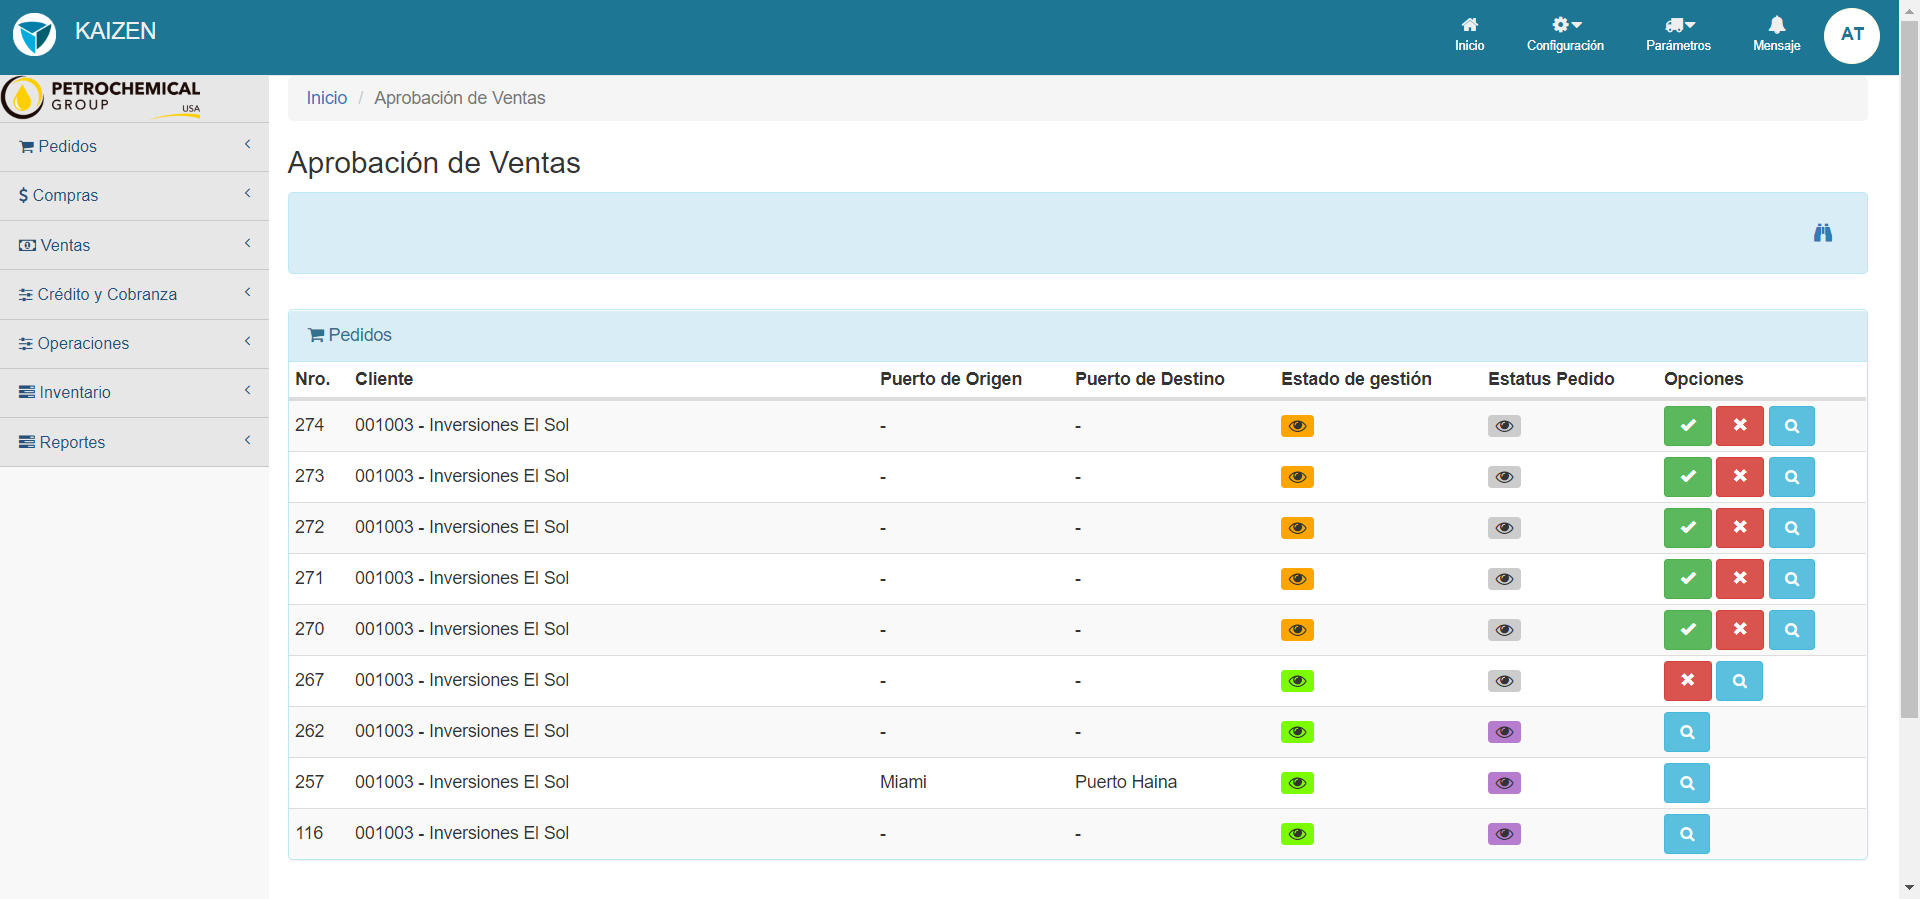 KAIZEN
Inicio
Configuración
Parámetros
Mensaje
AT
PETROCHEMICAL
GROUP
USA
Inicio / Aprobación de Ventas
Pedidos
Compras
Ventas
Crédito y Cobranza
Operaciones
Inventario
Reportes
Aprobación de Ventas
Pedidos
Nro. Cliente Puerto de Origen Puerto de Destino Estado de gestión Estatus Pedido Opciones
274 001003 - Inversiones El Sol - -
273 001003 - Inversiones El Sol - -
272 001003 - Inversiones El Sol - -
271 001003 - Inversiones El Sol - -
270 001003 - Inversiones El Sol - -
267 001003 - Inversiones El Sol - -
262 001003 - Inversiones El Sol - -
257 001003 - Inversiones El Sol Miami Puerto Haina
116 001003 - Inversiones El Sol - -